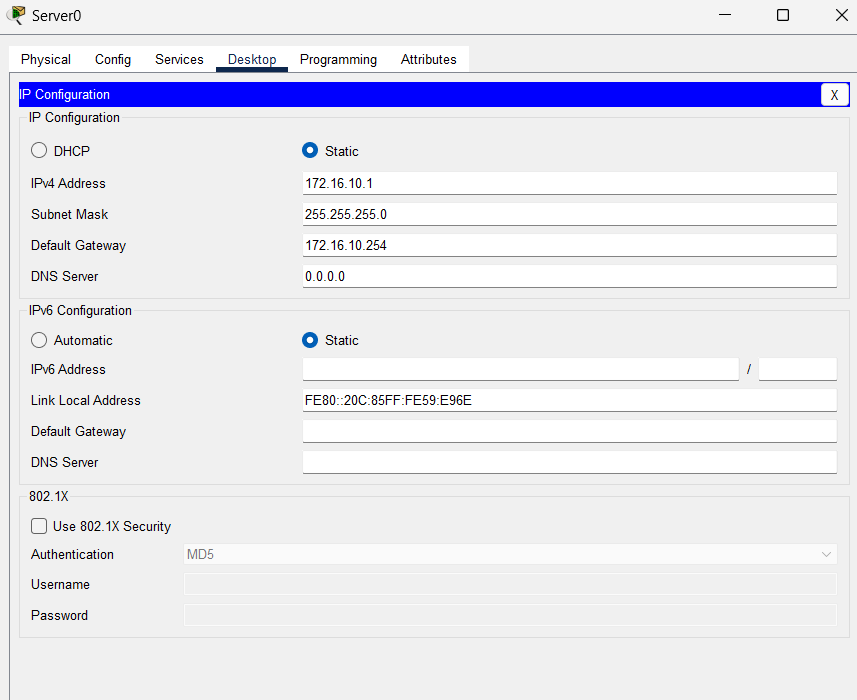 Server0
Physical Config Services Desktop Programming Attributes
IP Configuration X
IP Configuration
DHCP Static
IPv4 Address 172.16.10.1
Subnet Mask 255.255.255.0
Default Gateway 172.16.10.254
DNS Server 0.0.0.0
IPv6 Configuration
Automatic Static
IPv6 Address /
Link Local Address FE80::20C:85FF:FE59:E96E
Default Gateway
DNS Server
802.1X
Use 802.1X Security
Authentication MD5
Username
Password